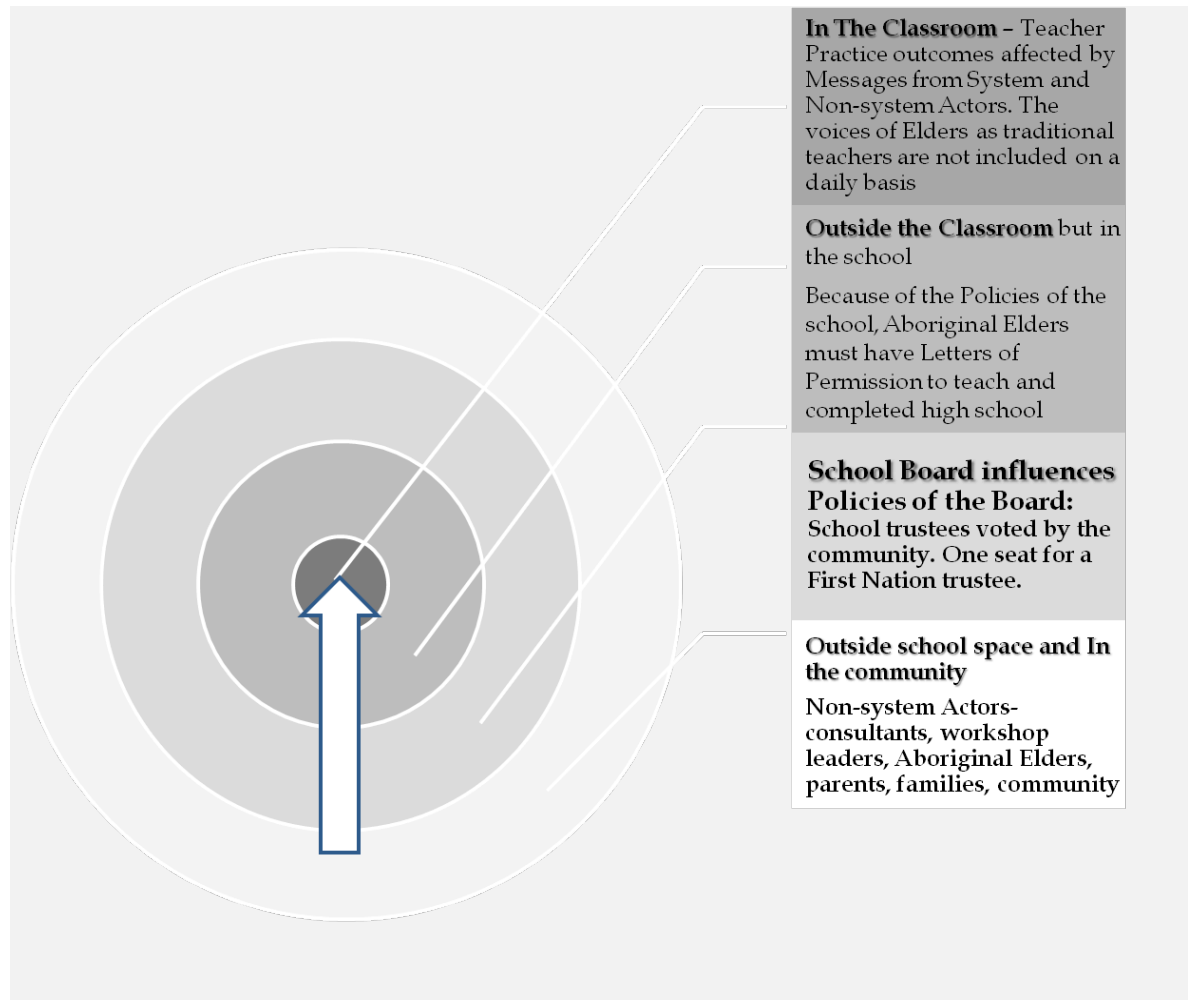 In The Classroom – Teacher
Practice outcomes affected by
Messages from System and
Non-system Actors. The
voices of Elders as traditional
teachers are not included on a
daily basis
Outside the Classroom but in
the school
Because of the Policies of the
school, Aboriginal Elders
must have Letters of
Permission to teach and
completed high school
School Board influences
Policies of the Board:
School trustees voted by the
community. One seat for a
First Nation trustee.
Outside school space and In
the community
Non-system Actors-
consultants, workshop
leaders, Aboriginal Elders,
parents, families, community